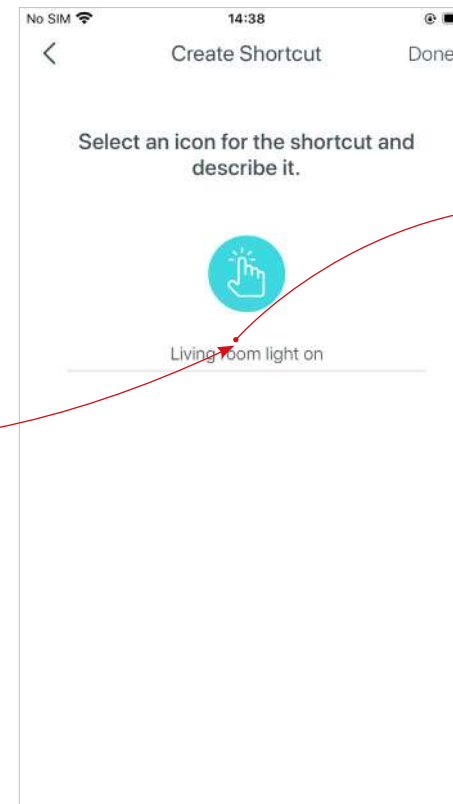 No SIM 14:38
Create Shortcut Done
Select an icon for the shortcut and
describe it.
Living room light on